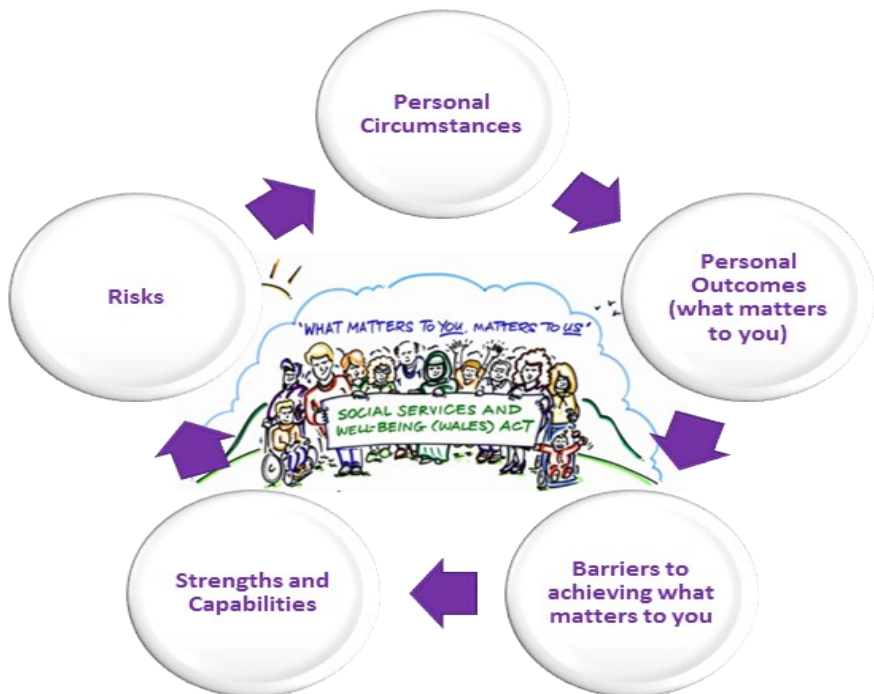 Personal
Circumstances
Personal
Outcomes
(what matters
to you)
Barriers to
achieving what
matters to you
Strengths and
Capabilities
Risks
"WHAT MATTERS TO YOU, MATTERS TO US"
SOCIAL SERVICES AND
WELL-BEING (WALES) ACT